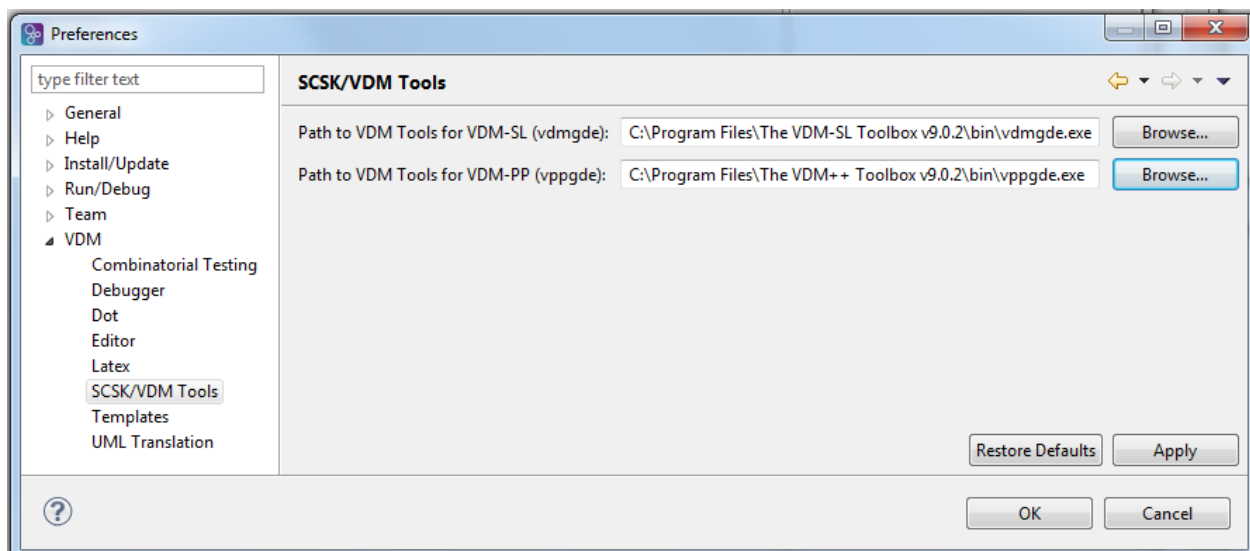 Preferences
type filter text
General
Help
Install/Update
Run/Debug
Team
VDM
Combinatorial Testing
Debugger
Dot
Editor
Latex
SCSK/VDM Tools
Templates
UML Translation
SCSK/VDM Tools
Path to VDM Tools for VDM-SL (vdmgde): C:\Program Files\The VDM-SL Toolbox v9.0.2\bin\vdmgde.exe Browse...
Path to VDM Tools for VDM-PP (vppgde): C:\Program Files\The VDM++ Toolbox v9.0.2\bin\vppgde.exe Browse...
Restore Defaults Apply
? OK Cancel